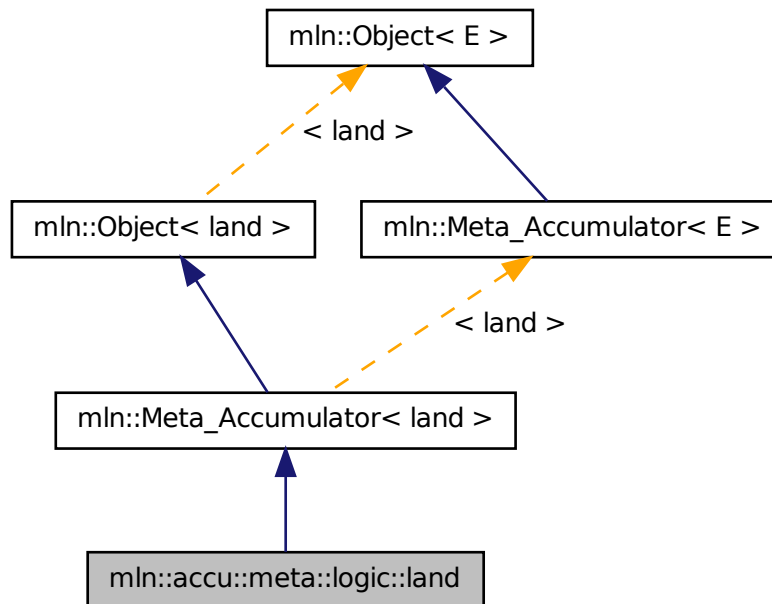 mln::Object< E >
< land >
mln::Object< land >
mln::Meta_Accumulator< E >
< land >
mln::Meta_Accumulator< land >
mln::accu::meta::logic::land